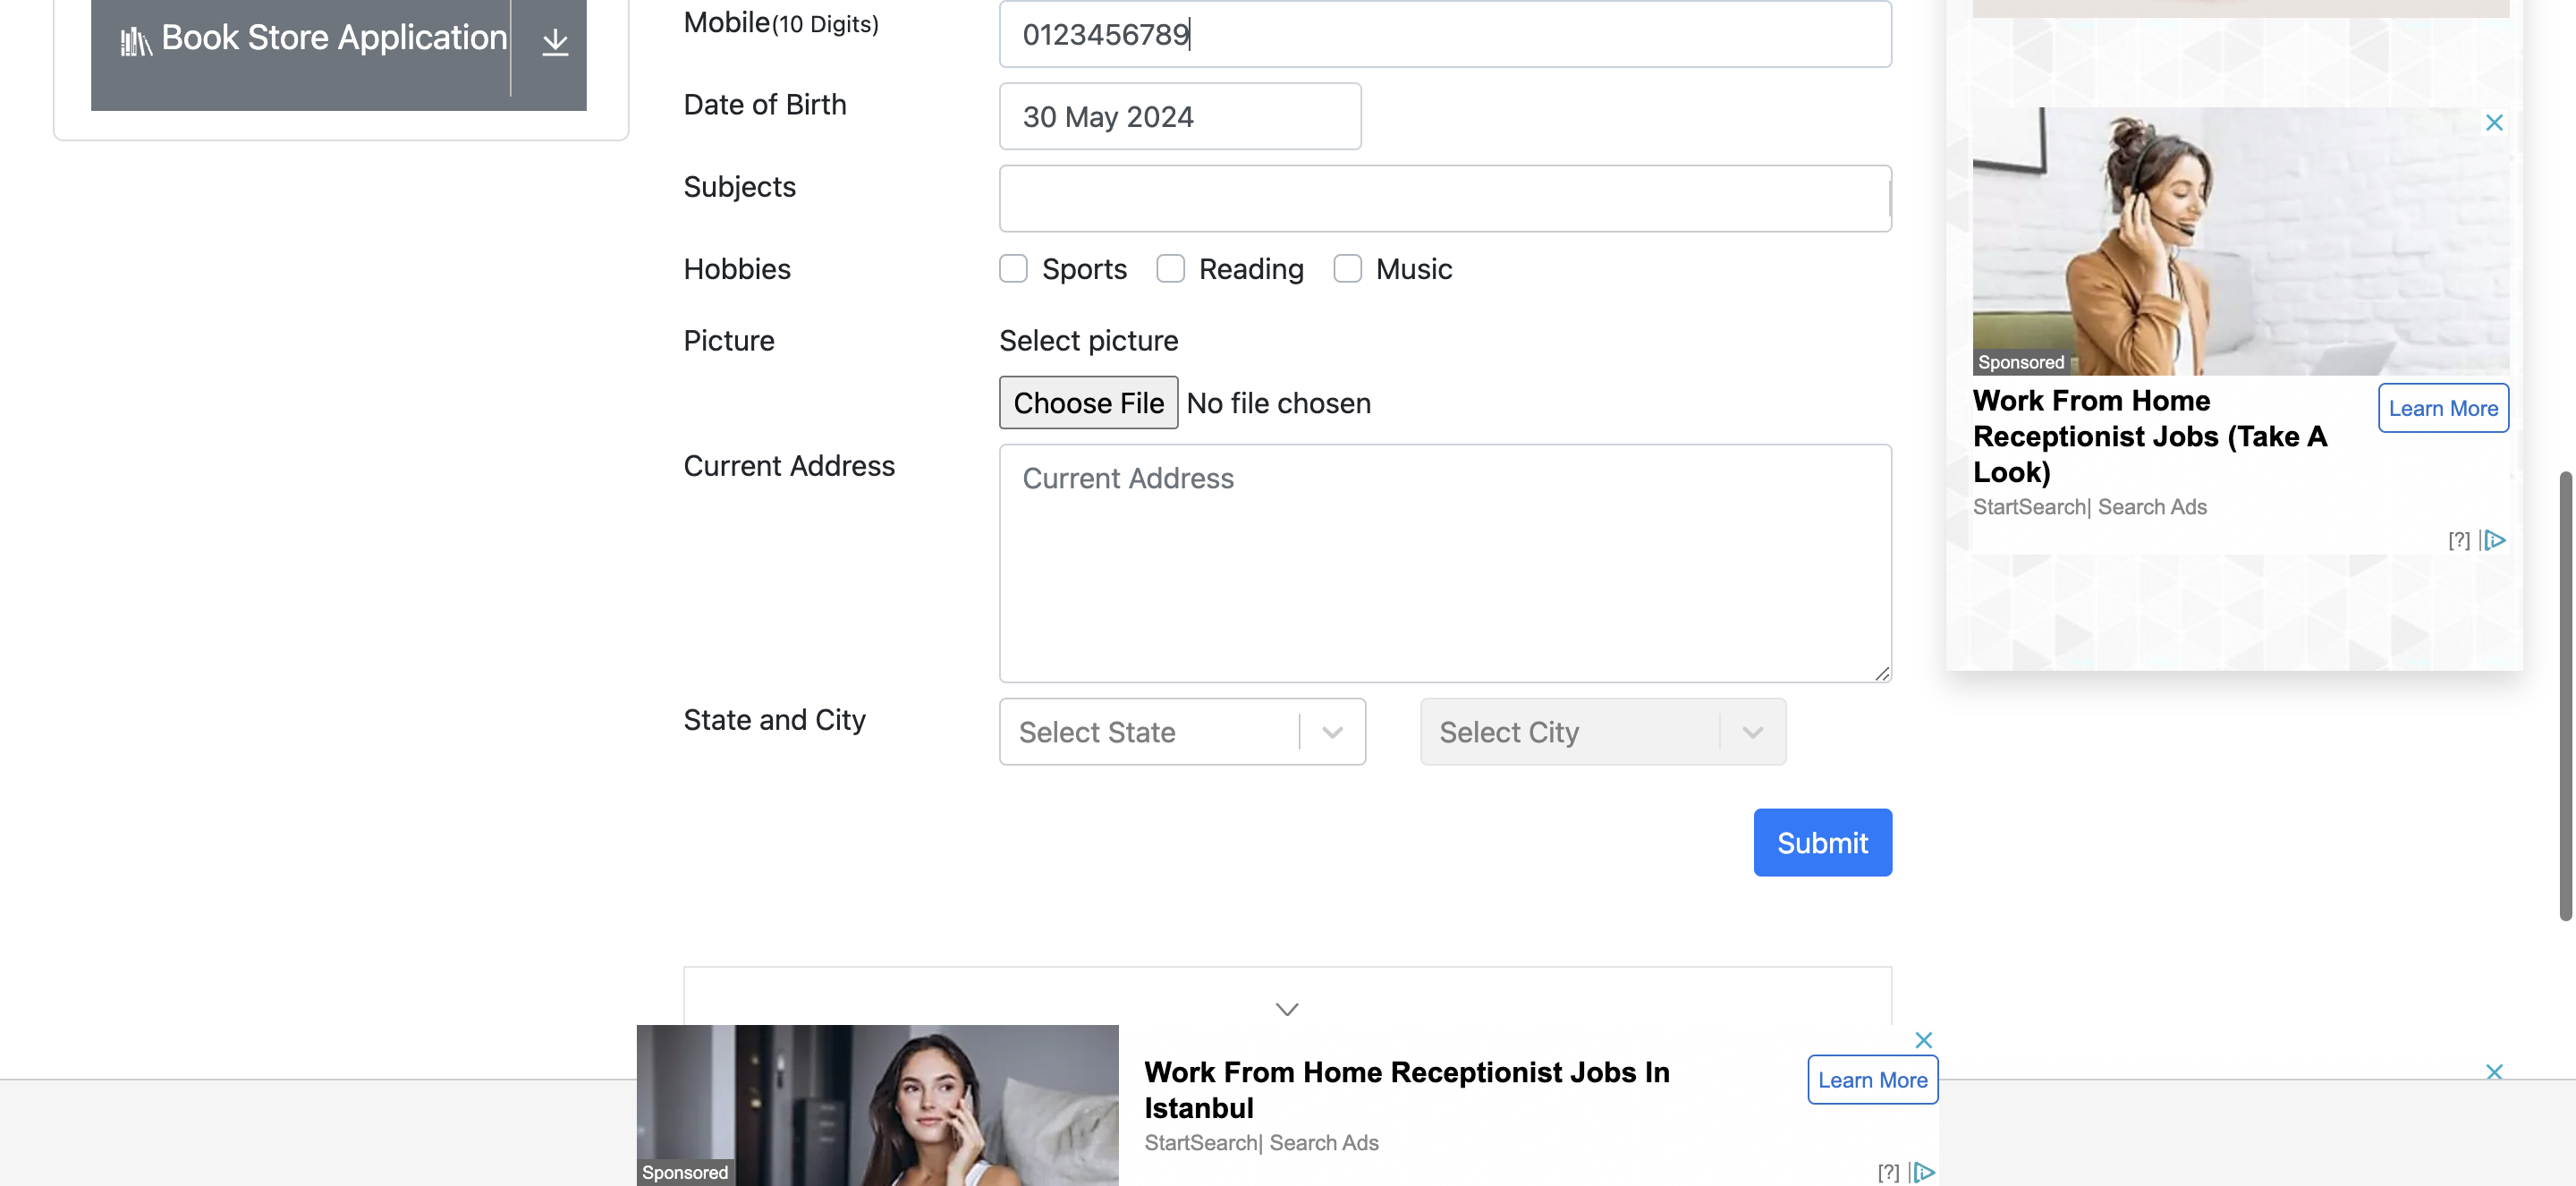 Book Store Application
Mobile(10 Digits)
0123456789
Date of Birth
30 May 2024
Subjects
Hobbies
Sports
Reading
Music
Picture
Select picture
Choose File
No file chosen
Current Address
Current Address
State and City
Select State
Select City
Submit
Sponsored
Work From Home
Receptionist Jobs (Take A
Look)
Learn More
StartSearch| Search Ads
[?]
Sponsored
Work From Home Receptionist Jobs In
Istanbul
StartSearch| Search Ads
Learn More
[?]